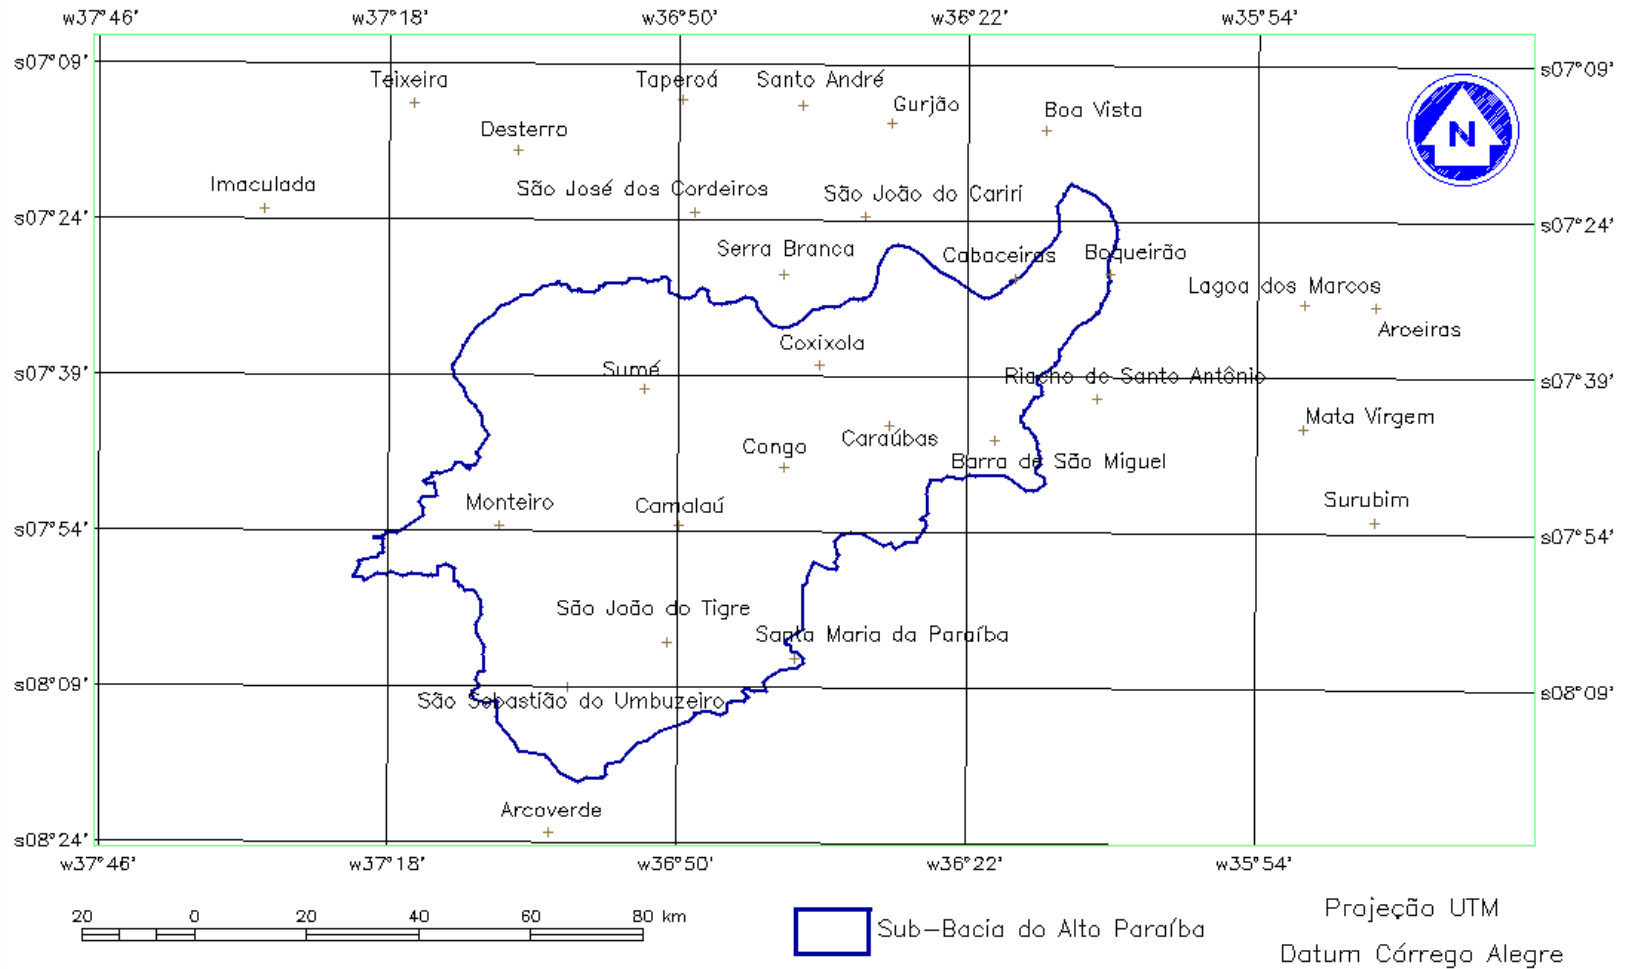 w37°46' w37°18' w36°50' w36°22' w35°54'
s07°09' s07°09'
Teixeira Taperoá Santo André
Gurjão Boa Vista
Desterro
N
Imaculada São José dos Cordeiros São João do Carirí
s07°24' s07°24'
Serra Branca Cabaceiras Boqueirão
Lagoa dos Marcos
Aroeiras
Coxixola
Sumé
s07°39' Riacho de Santo Antônio s07°39'
Mata Virgem
Congo Caraúbas
Barra de São Miguel
Monteiro Camalaú Surubim
s07°54' s07°54'
São João do Tigre
Santa Maria da Paraíba
s08°09' s08°09'
São Sebastião do Umbuzeiro
Arcoverde
s08°24'
w37°46' w37°18' w36°50' w36°22' w35°54'
20 0 20 40 60 80 km
Sub-Bacia do Alto Paraíba
Projeção UTM
Datum Córrego Alegre